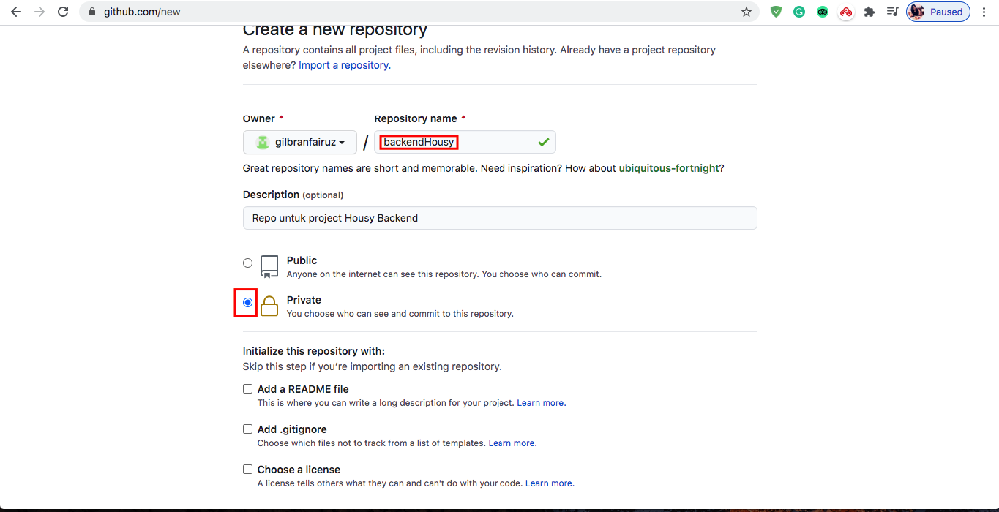 github.com/new
Paused
Create a new repository
A repository contains all project files, including the revision history. Already have a project repository
elsewhere? Import a repository.
Owner * Repository name *
gilbranfairuz / backendHousy
Great repository names are short and memorable. Need inspiration? How about ubiquitous-fortnight?
Description (optional)
Repo untuk project Housy Backend
Public
Anyone on the internet can see this repository. You choose who can commit.
Private
You choose who can see and commit to this repository.
Initialize this repository with:
Skip this step if you’re importing an existing repository.
Add a README file
This is where you can write a long description for your project. Learn more.
Add .gitignore
Choose which files not to track from a list of templates. Learn more.
Choose a license
A license tells others what they can and can't do with your code. Learn more.